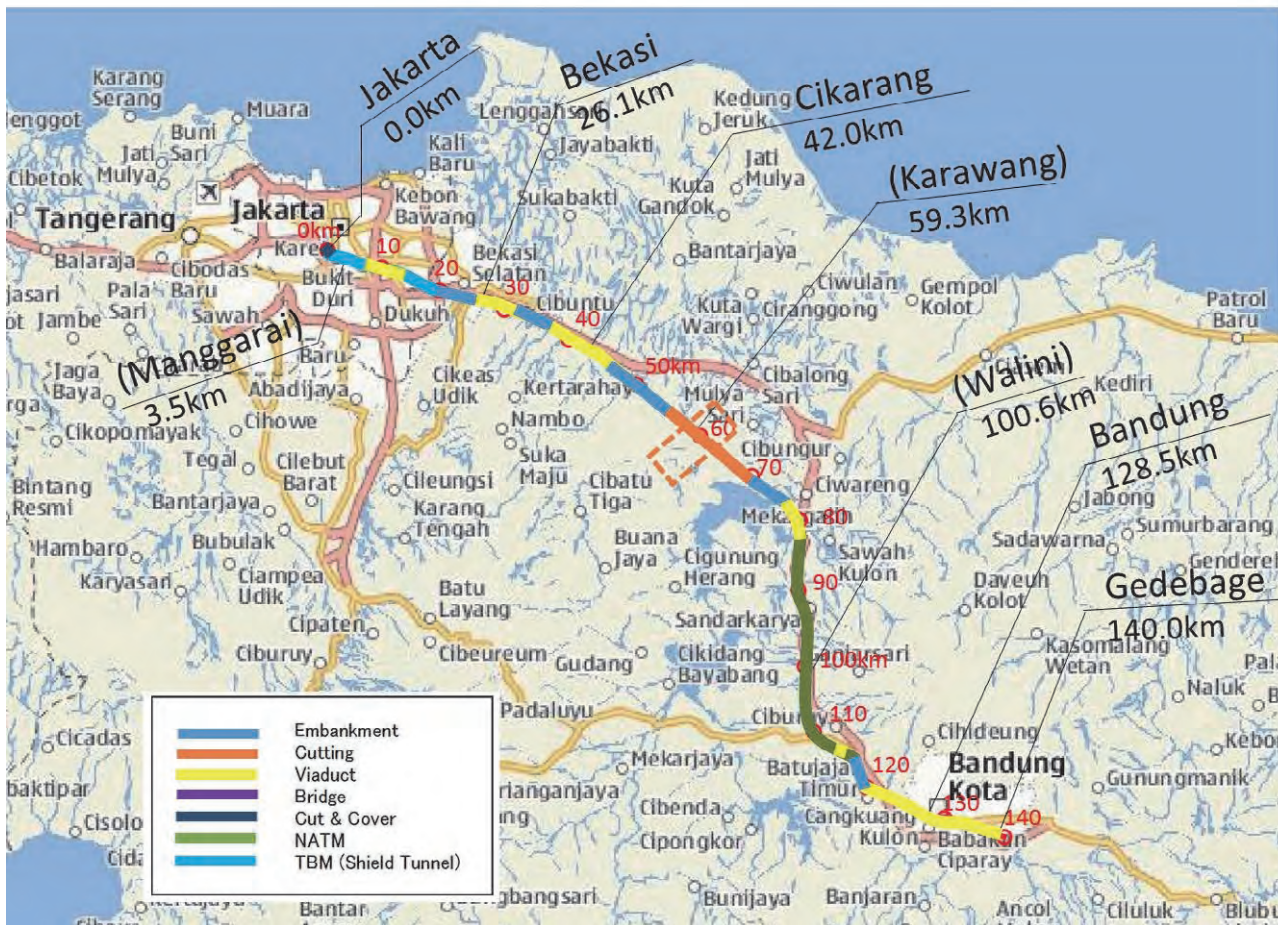 Jakarta
0.0km
Bekasi
26.1km
Cikarang
42.0km
(Karawang)
59.3km
(Manggarai)
3.5km
(Walini)
100.6km
Bandung
128.5km
Gedebage
140.0km
Karang
Serang
Muara
Buni
Sari
Jati
Mulya
Cibetok
Tangerang
Jakarta
Kali
Baru
Kebon
Bawang
Jayabakti
Sukabakti
Kedung
Jeruk
Jati
Mulya
Kuta
Gandok
Bantarjaya
Balaraja
Cibodas
Baru
Bukit
Duri
Bekasi
Selatan
Cibuntu
Ciwulan
Kuta
Wargi
Ciranggong
Gempol
Kolot
Patrol
Baru
Pala
Sari
Jambe
Sawah
Dukuh
Baru
Jaga
Baya
Abadijaya
Cikeas
Udik
Kertarahay
Nambo
Mulya
Sari
Cibalong
Sari
Kediri
Cikopomayak
Cihowe
Tegal
Cilebut
Barat
Suka
Maju
Cibungur
Bintang
Resmi
Bantarjaya
Cileungsi
Karang
Tengah
Cibatu
Tiga
Ciwareng
Jabong
Hambaro
Bubulak
Buana
Jaya
Sumurbarang
Sadawarna
Karyasari
Ciampea
Udik
Batu
Layang
Cigunung
Herang
Sawah
Kulon
Daveuh
Kolot
Cipaten
Sandarkarya
Kasomalang
Wetan
Ciburuy
Cibeureum
Gudang
Cikidang
Bayabang
Naluk
Cicadas
Padaluyu
Cihideung
Mekarjaya
Batujaja
Timur
Bandung
Kota
Gunungmanik
Cibenda
Cipongkor
Cangkuang
Kulon
Babakan
Ciparay
Bunijaya
Banjaran
Ancol
Ciluluk
Bantar
0km
10
20
30
40
50km
60
70
80
90
100km
110
120
130
140
Embankment
Cutting
Viaduct
Bridge
Cut & Cover
NATM
TBM (Shield Tunnel)